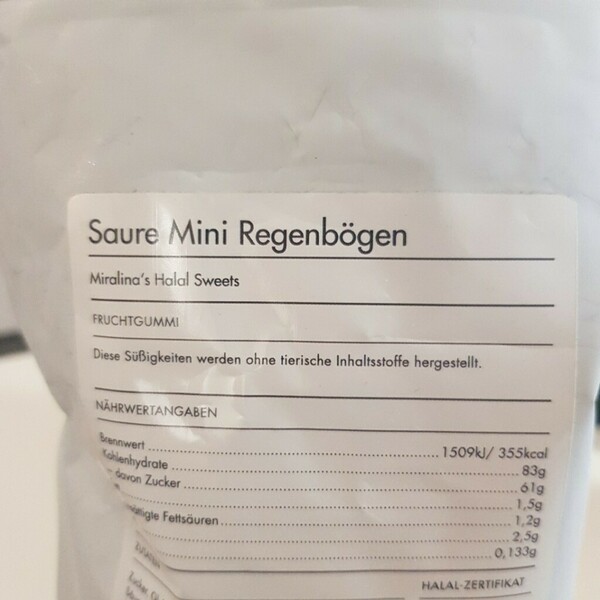 Saure Mini Regenbögen
Miralina's Halal Sweets
FRUCHTGUMMI
Diese Süßigkeiten werden ohne tierische Inhaltsstoffe hergestellt.
NÄHRWERTANGABEN
Brennwert 1509kJ/ 355kcal
Kohlenhydrate 83g
davon Zucker 61g
1,5g
Fettsäuren 1,2g
2,5g
0,133g
HALAL-ZERTIFIKAT
Zucker,